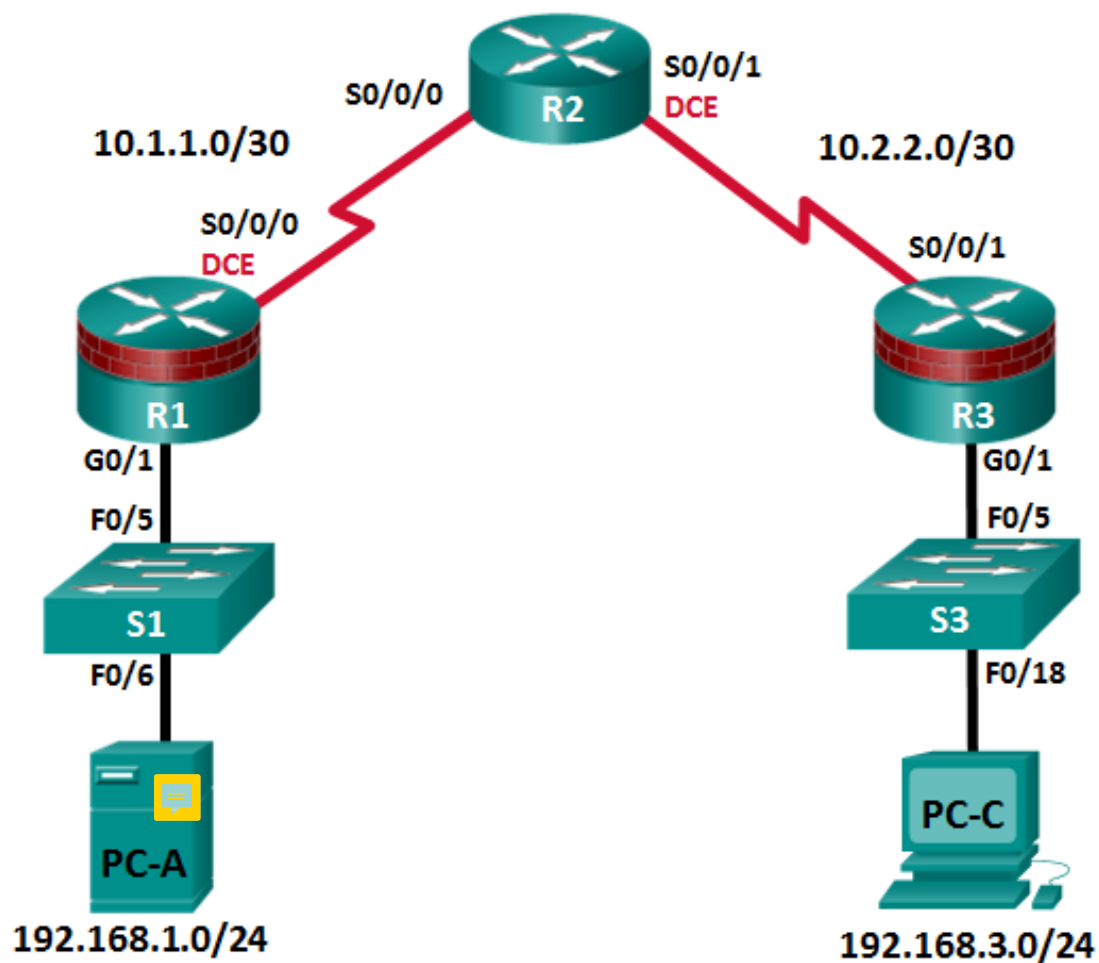 S0/0/0
R2
S0/0/1
DCE
10.1.1.0/30
10.2.2.0/30
S0/0/0
DCE
S0/0/1
R1
R3
G0/1
G0/1
F0/5
F0/5
S1
S3
F0/6
F0/18
PC-A
PC-C
192.168.1.0/24
192.168.3.0/24